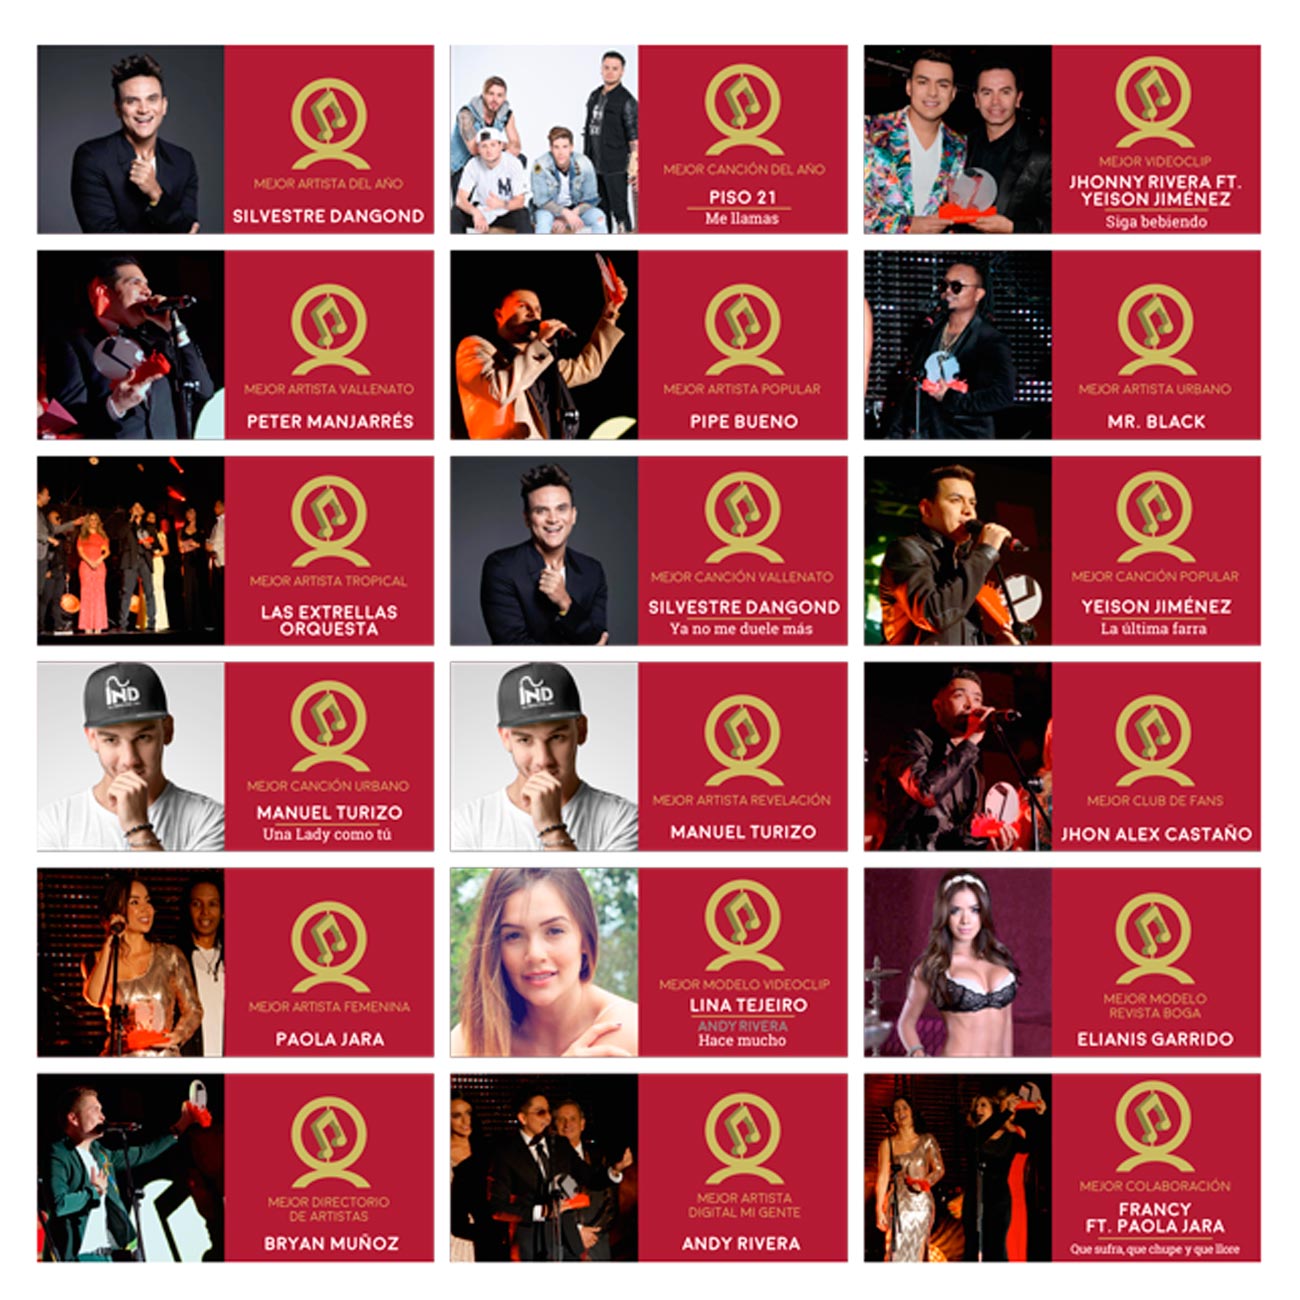 MEJOR ARTISTA DEL AÑO
SILVESTRE DANGOND
MEJOR CANCIÓN DEL AÑO
PISO 21
Me llamas
MEJOR VIDEOCLIP
JHONNY RIVERA FT.
YEISON JIMÉNEZ
Siga bebiendo
MEJOR ARTISTA VALLENATO
PETER MANJARRÉS
MEJOR ARTISTA POPULAR
PIPE BUENO
MEJOR ARTISTA URBANO
MR. BLACK
MEJOR ARTISTA TROPICAL
LAS EXTRELLAS
ORQUESTA
MEJOR CANCIÓN VALLENATO
SILVESTRE DANGOND
Ya no me duele más
MEJOR CANCIÓN POPULAR
YEISON JIMÉNEZ
La última farra
IND
MEJOR CANCIÓN URBANO
MANUEL TURIZO
Una Lady como tú
IND
MEJOR ARTISTA REVELACIÓN
MANUEL TURIZO
MEJOR CLUB DE FANS
JHON ALEX CASTAÑO
MEJOR ARTISTA FEMENINA
PAOLA JARA
MEJOR MODELO VIDEOCLIP
LINA TEJEIRO
ANDY RIVERA
Hace mucho
MEJOR MODELO
REVISTA BOGA
ELIANIS GARRIDO
MEJOR DIRECTORIO
DE ARTISTAS
BRYAN MUÑOZ
MEJOR ARTISTA
DIGITAL MI GENTE
ANDY RIVERA
MEJOR COLABORACIÓN
FRANCY
FT. PAOLA JARA
Que sufra, que chupe y que llore